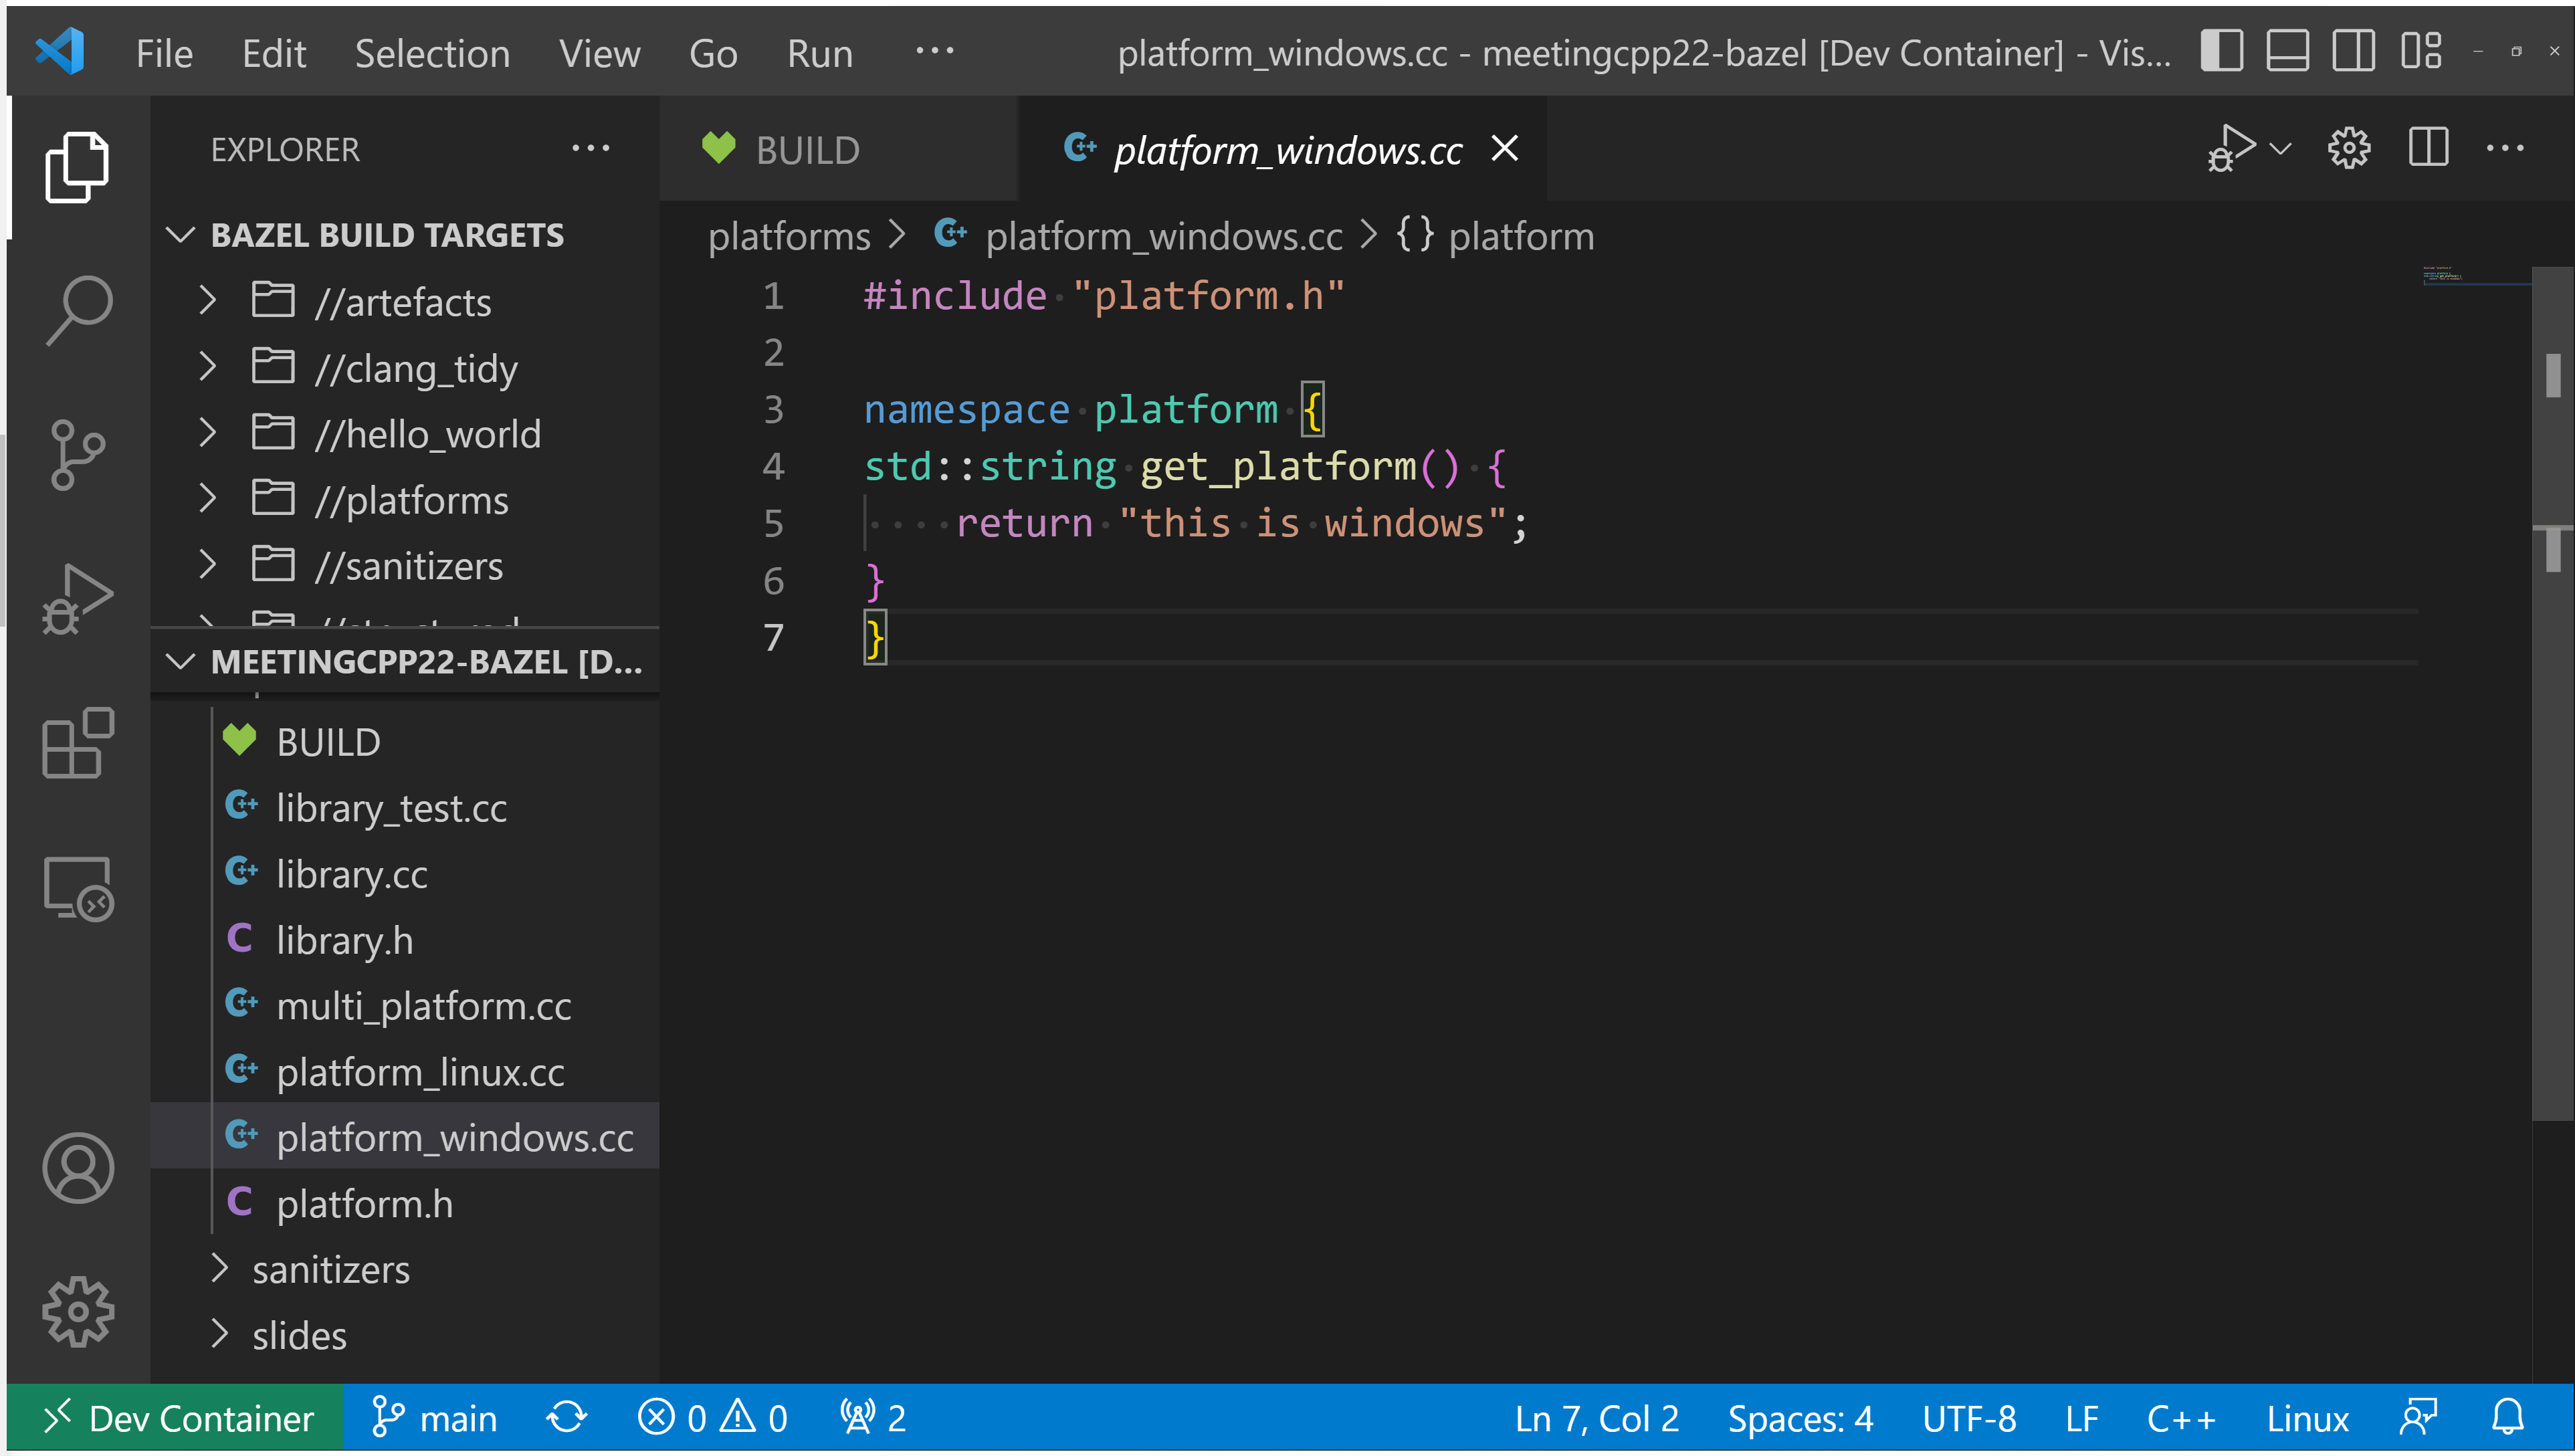 File Edit Selection View Go Run ··· platform_windows.cc - meetingcpp22-bazel [Dev Container] - Vis...
EXPLORER ···
BUILD
platform_windows.cc
BAZEL BUILD TARGETS
//artefacts
//clang_tidy
//hello_world
//platforms
//sanitizers
MEETINGCPP22-BAZEL [D...
BUILD
library_test.cc
library.cc
C library.h
multi_platform.cc
platform_linux.cc
platform_windows.cc
C platform.h
sanitizers
slides
platforms > platform_windows.cc > {} platform
1 #include "platform.h"
2
3 namespace platform {
4 std::string get_platform() {
5 return "this is windows";
6 }
7 }
Dev Container main 0 0 2 Ln 7, Col 2 Spaces: 4 UTF-8 LF C++ Linux